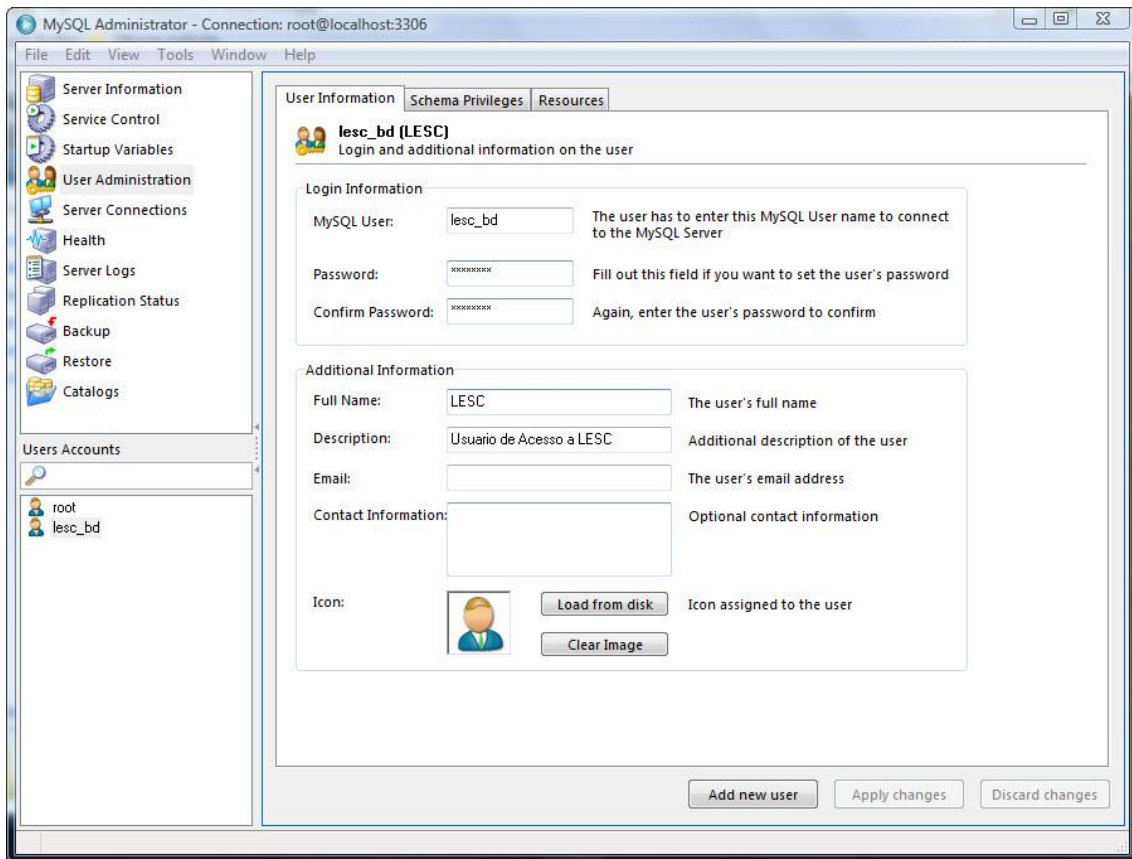 MySQL Administrator - Connection: root@localhost:3306
File Edit View Tools Window Help
Server Information
Service Control
Startup Variables
User Administration
Server Connections
Health
Server Logs
Replication Status
Backup
Restore
Catalogs
Users Accounts
root
lesc_bd
User Information Schema Privileges Resources
lesc_bd (LESC)
Login and additional information on the user
Login Information
MySQL User: lesc_bd The user has to enter this MySQL User name to connect
to the MySQL Server
Password: ******** Fill out this field if you want to set the user's password
Confirm Password: ******** Again, enter the user's password to confirm
Additional Information
Full Name: LESC The user's full name
Description: Usuario de Acesso a LESC Additional description of the user
Email: The user's email address
Contact Information: Optional contact information
Icon: Load from disk Icon assigned to the user
Clear Image
Add new user Apply changes Discard changes